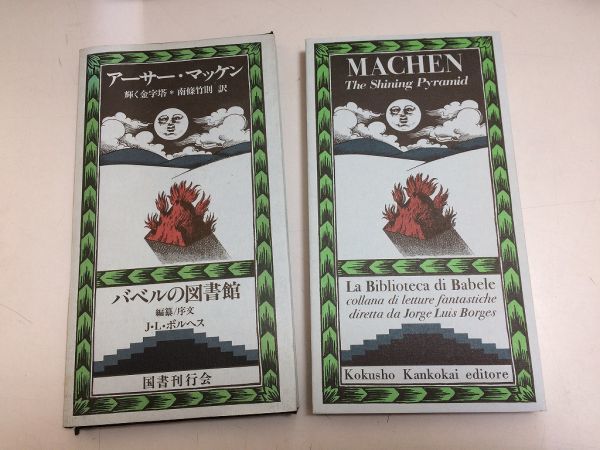 アーサー・マッケン
輝く金字塔＊南條竹則 訳
バベルの図書館
編纂/序文
J・L・ボルヘス
国書刊行会
MACHEN
The Shining Pyramid
La Biblioteca di Babele
collana di letture fantastiche
diretta da Jorge Luis Borges
Kokusho Kankokai editore